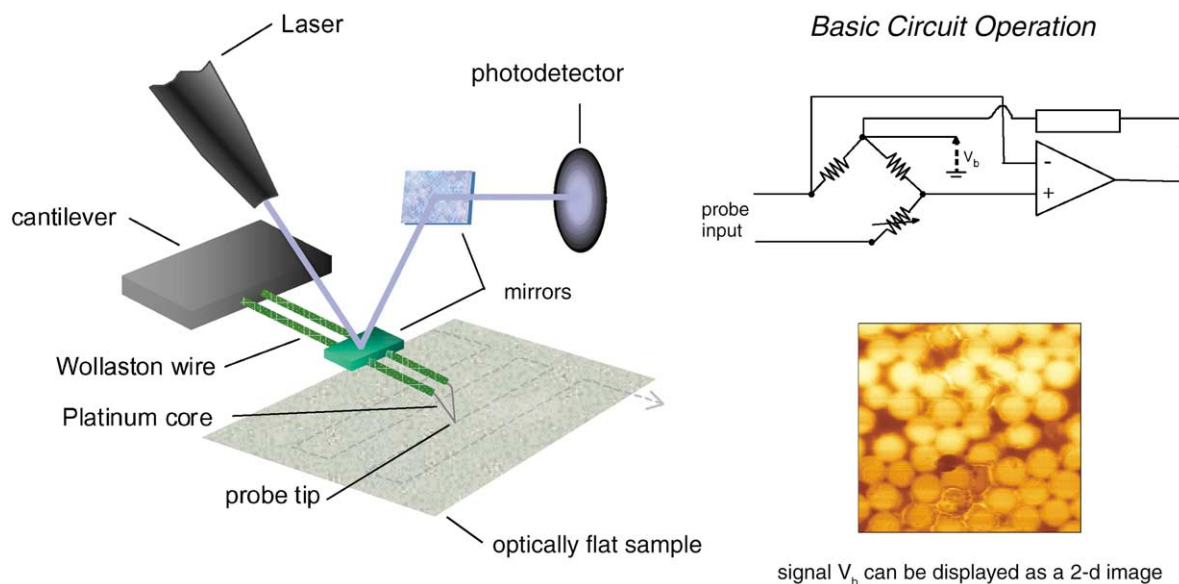 Laser
photodetector
cantilever
mirrors
Wollaston wire
Platinum core
probe tip
optically flat sample
Basic Circuit Operation
V_b
-
+
probe
input
signal V_b can be displayed as a 2-d image